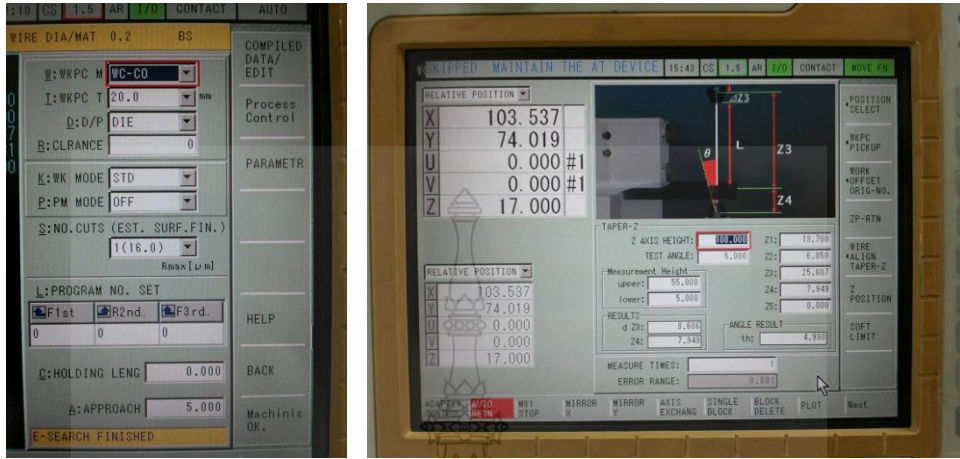 :10 CS 1.5 AR I/O CONTACT AUTO
WIRE DIA/MAT 0.2 BS
COMPILED
DATA/
EDIT
W:WKPC M WC-CO
I:WKPC T 20.0 mm
Process
Control
D:D/P DIE
R:CLRANCE 0
PARAMETR
K:WK MODE STD
P:PM MODE OFF
S:NO.CUTS (EST. SURF.FIN.)
1(16.0)
Rmax[μm]
L:PROGRAM NO. SET
F1st R2nd. F3rd.
0 0 0
HELP
C:HOLDING LENG 0.000
BACK
A:APPROACH 5.000
Machinig
OK.
E-SEARCH FINISHED
SKIPPED MAINTAIN THE AT DEVICE 15:43 CS 1.5 AR I/O CONTACT MOVE FN
RELATIVE POSITION
X 103.537
Y 74.019
U 0.000 #1
V 0.000 #1
Z 17.000
ΔZ3
L
Z3
θ
Z4
POSITION
SELECT
WKPC
PICKUP
WORK
OFFSET
ORIG-NO.
ZP-RTN
WIRE
ALIGN
TAPER-Z
Z
POSITION
SOFT
LIMIT
TAPER-Z
Z AXIS HEIGHT: 100.000 Z1: 13.700
TEST ANGLE: 5.000 Z2: 6.050
Measurement Height Z3: 25.607
upper: 55.000 Z4: 7.949
lower: 5.000 Z5: 0.000
RESULTS
d Z3: 8.606
Z4: 7.949
ANGLE RESULT
th: 4.990
MEASURE TIMES: 1
ERROR RANGE: 0.001
RELATIVE POSITION
X 103.537
Y 74.019
U 0.000
V 0.000
Z 17.000
AUTO
RETN
M01
STOP
MIRROR
X
MIRROR
Y
AXIS
EXCHANG
SINGLE
BLOCK
BLOCK
DELETE
PLOT
Next